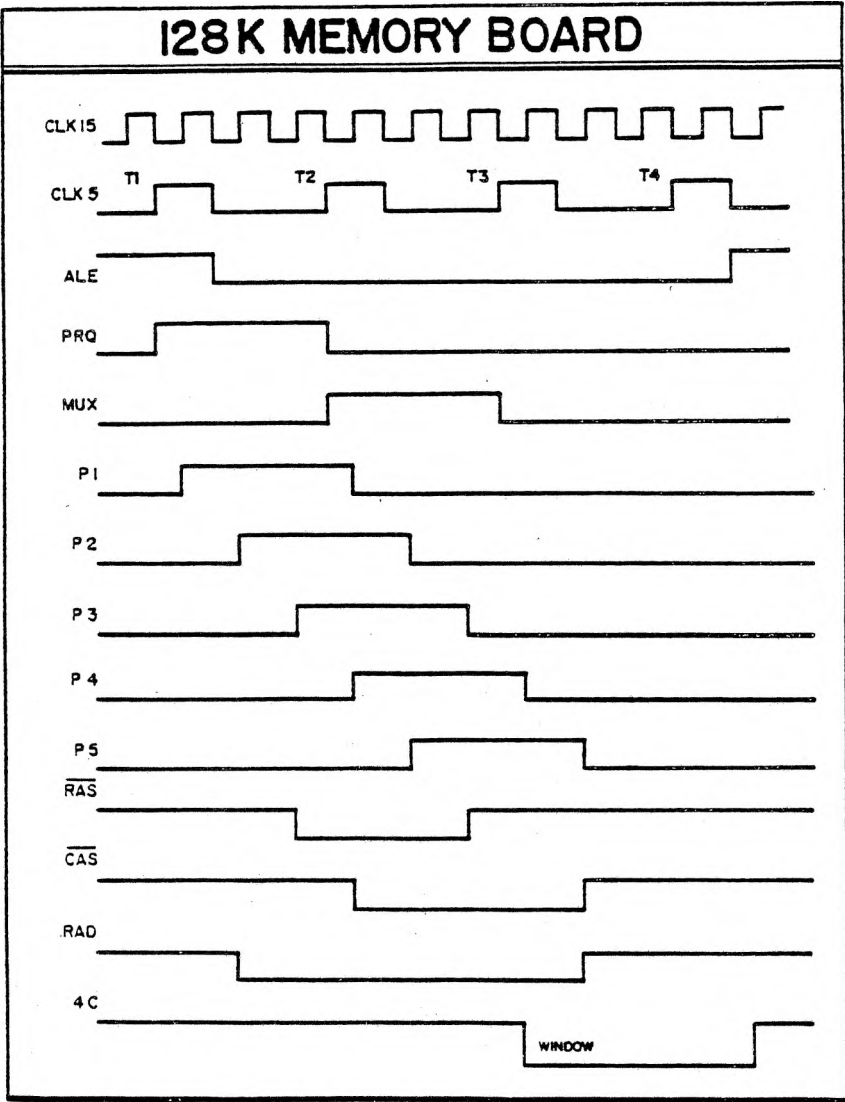 128K MEMORY BOARD
CLK15
T1 T2 T3 T4
CLK 5
ALE
PRQ
MUX
P1
P2
P3
P4
P5
RAS
CAS
RAD
4C
WINDOW